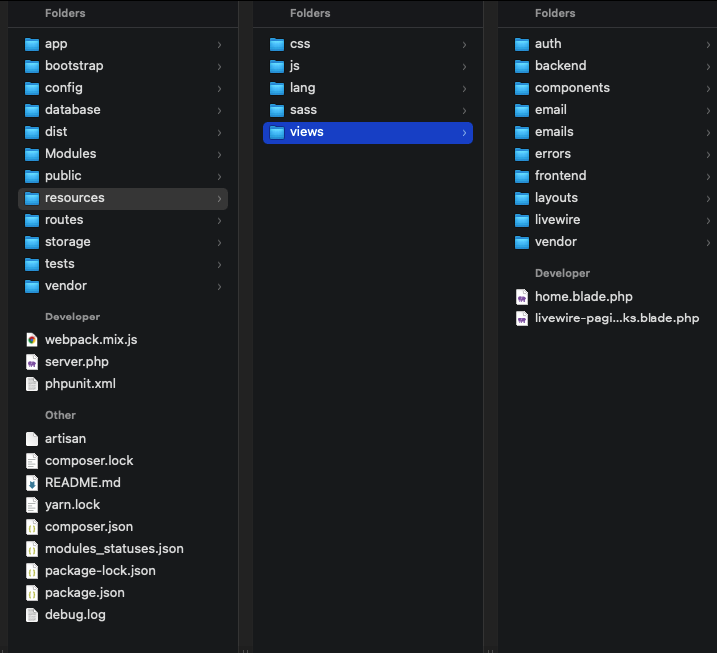 Folders
app
bootstrap
config
database
dist
Modules
public
resources
routes
storage
tests
vendor
Developer
webpack.mix.js
server.php
phpunit.xml
Other
artisan
composer.lock
README.md
yarn.lock
composer.json
modules_statuses.json
package-lock.json
package.json
debug.log
Folders
css
js
lang
sass
views
Folders
auth
backend
components
email
emails
errors
frontend
layouts
livewire
vendor
Developer
home.blade.php
livewire-pagi...ks.blade.php